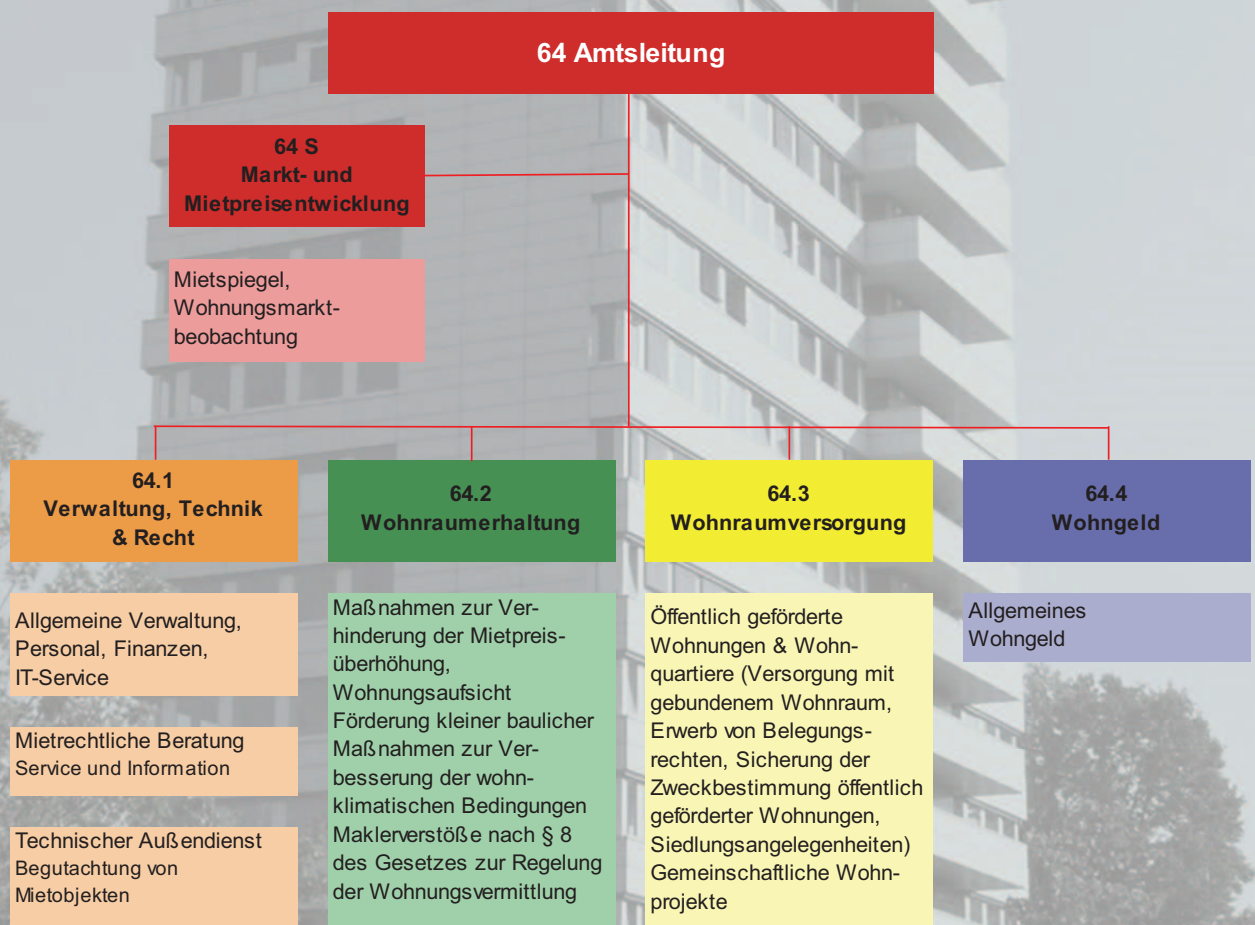 64 Amtsleitung
64 S
Markt- und
Mietpreisentwicklung
Mietspiegel,
Wohnungsmarkt-
beobachtung
64.1
Verwaltung, Technik
& Recht
Allgemeine Verwaltung,
Personal, Finanzen,
IT-Service
Mietrechtliche Beratung
Service und Information
Technischer Außendienst
Begutachtung von
Mietobjekten
64.2
Wohnraumerhaltung
Maßnahmen zur Ver-
hinderung der Mietpreis-
überhöhung,
Wohnungsaufsicht
Förderung kleiner baulicher
Maßnahmen zur Ver-
besserung der wohn-
klimatischen Bedingungen
Maklerverstöße nach § 8
des Gesetzes zur Regelung
der Wohnungsvermittlung
64.3
Wohnraumversorgung
Öffentlich geförderte
Wohnungen & Wohn-
quartiere (Versorgung mit
gebundenem Wohnraum,
Erwerb von Belegungs-
rechten, Sicherung der
Zweckbestimmung öffentlich
geförderter Wohnungen,
Siedlungsangelegenheiten)
Gemeinschaftliche Wohn-
projekte
64.4
Wohngeld
Allgemeines
Wohngeld